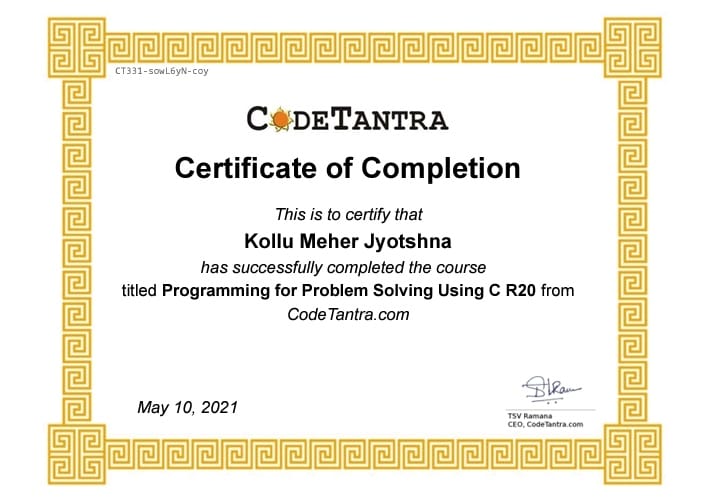 CT331-sowL6yN-coy
CODETANTRA
Certificate of Completion
This is to certify that
Kollu Meher Jyotshna
has successfully completed the course
titled Programming for Problem Solving Using C R20 from
CodeTantra.com
May 10, 2021
TSV Ramana
CEO, CodeTantra.com